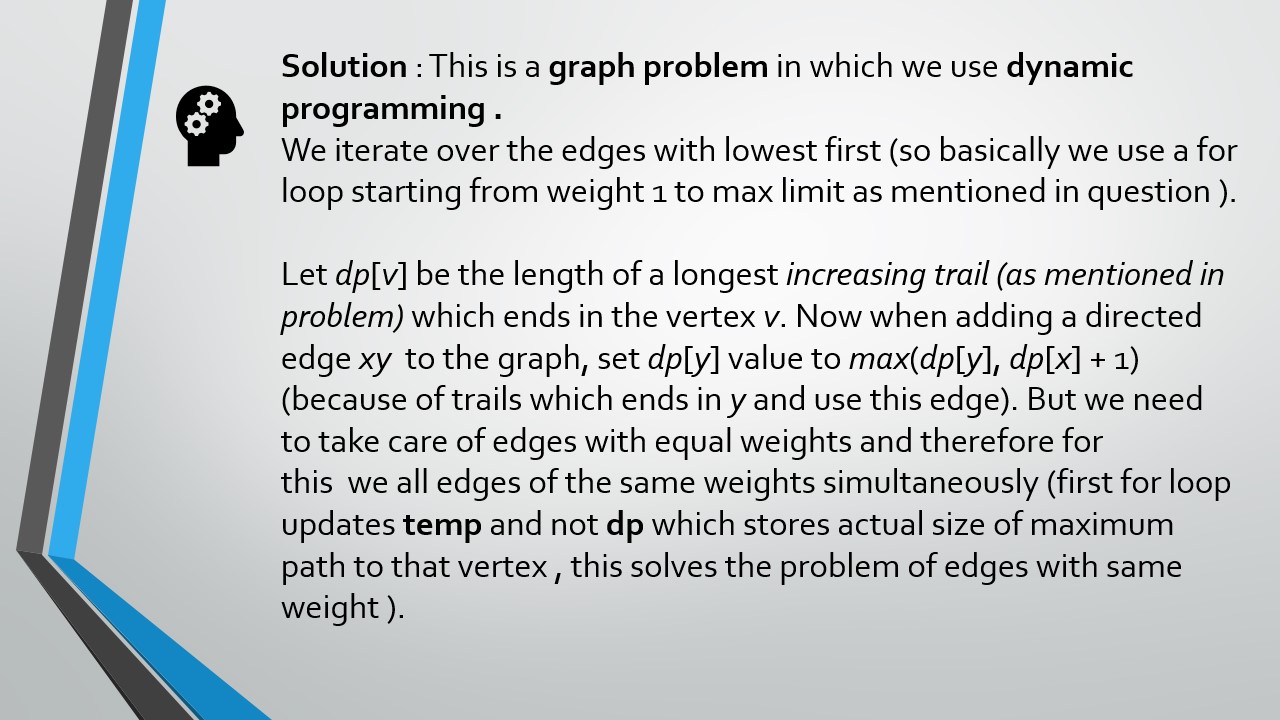 Solution : This is a graph problem in which we use dynamic
programming .
We iterate over the edges with lowest first (so basically we use a for
loop starting from weight 1 to max limit as mentioned in question ).
Let dp[v] be the length of a longest increasing trail (as mentioned in
problem) which ends in the vertex v. Now when adding a directed
edge xy  to the graph, set dp[y] value to max(dp[y], dp[x] + 1)
(because of trails which ends in y and use this edge). But we need
to take care of edges with equal weights and therefore for
this  we all edges of the same weights simultaneously (first for loop
updates temp and not dp which stores actual size of maximum
path to that vertex , this solves the problem of edges with same
weight ).